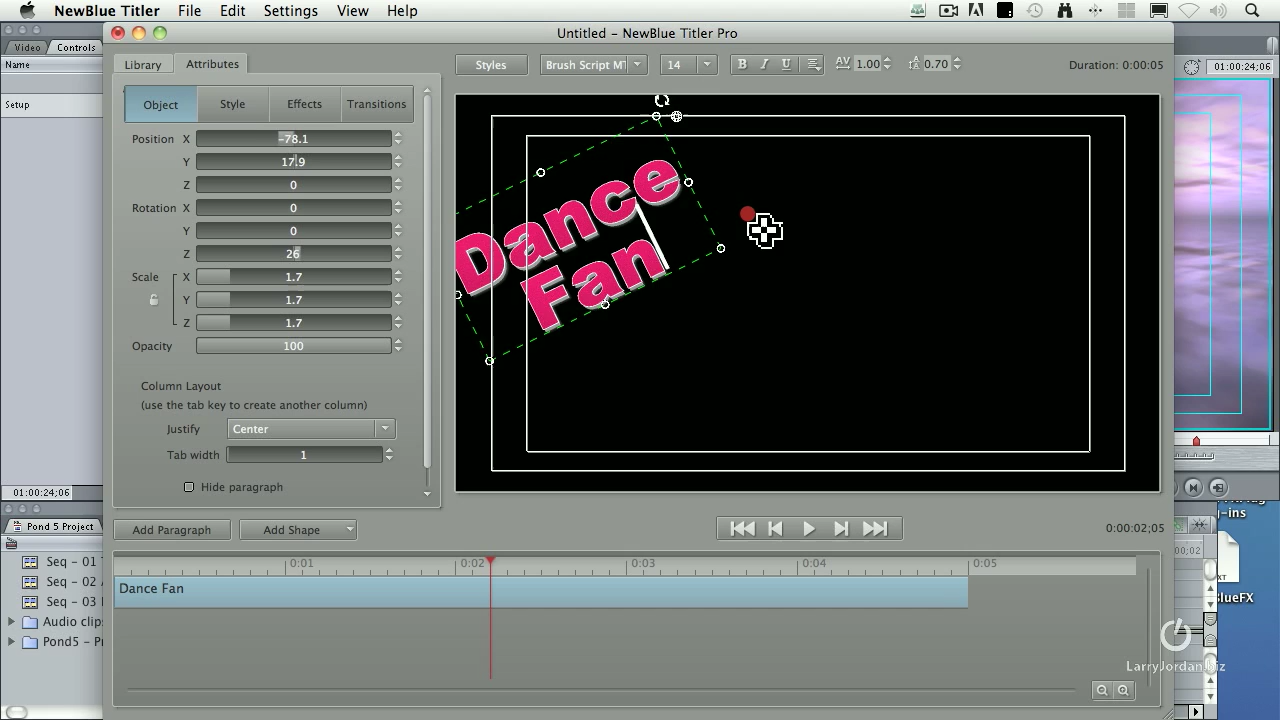 NewBlue Titler File Edit Settings View Help
Untitled - NewBlue Titler Pro
Video Controls
Name
Setup
Library Attributes
Styles Brush Script MT 14 B I U AV 1.00 A 0.70 Duration: 0:00:05
01:00:24;06
Object Style Effects Transitions
Position X -78.1
Y 17.9
Z 0
Rotation X 0
Y 0
Z 26
Scale X 1.7
Y 1.7
Z 1.7
Opacity 100
Column Layout
(use the tab key to create another column)
Justify Center
Tab width 1
Hide paragraph
Dance
Fan
01:00:24;06
Add Paragraph Add Shape
0:00:02;05
Pond 5 Project
Seq - 01
Seq - 02
Seq - 03
Audio clip
Pond5 - Pr
0:01 0:02 0:03 0:04 0:05
Dance Fan
g-ins
00;02
XT
BlueFX
LarryJordan.biz